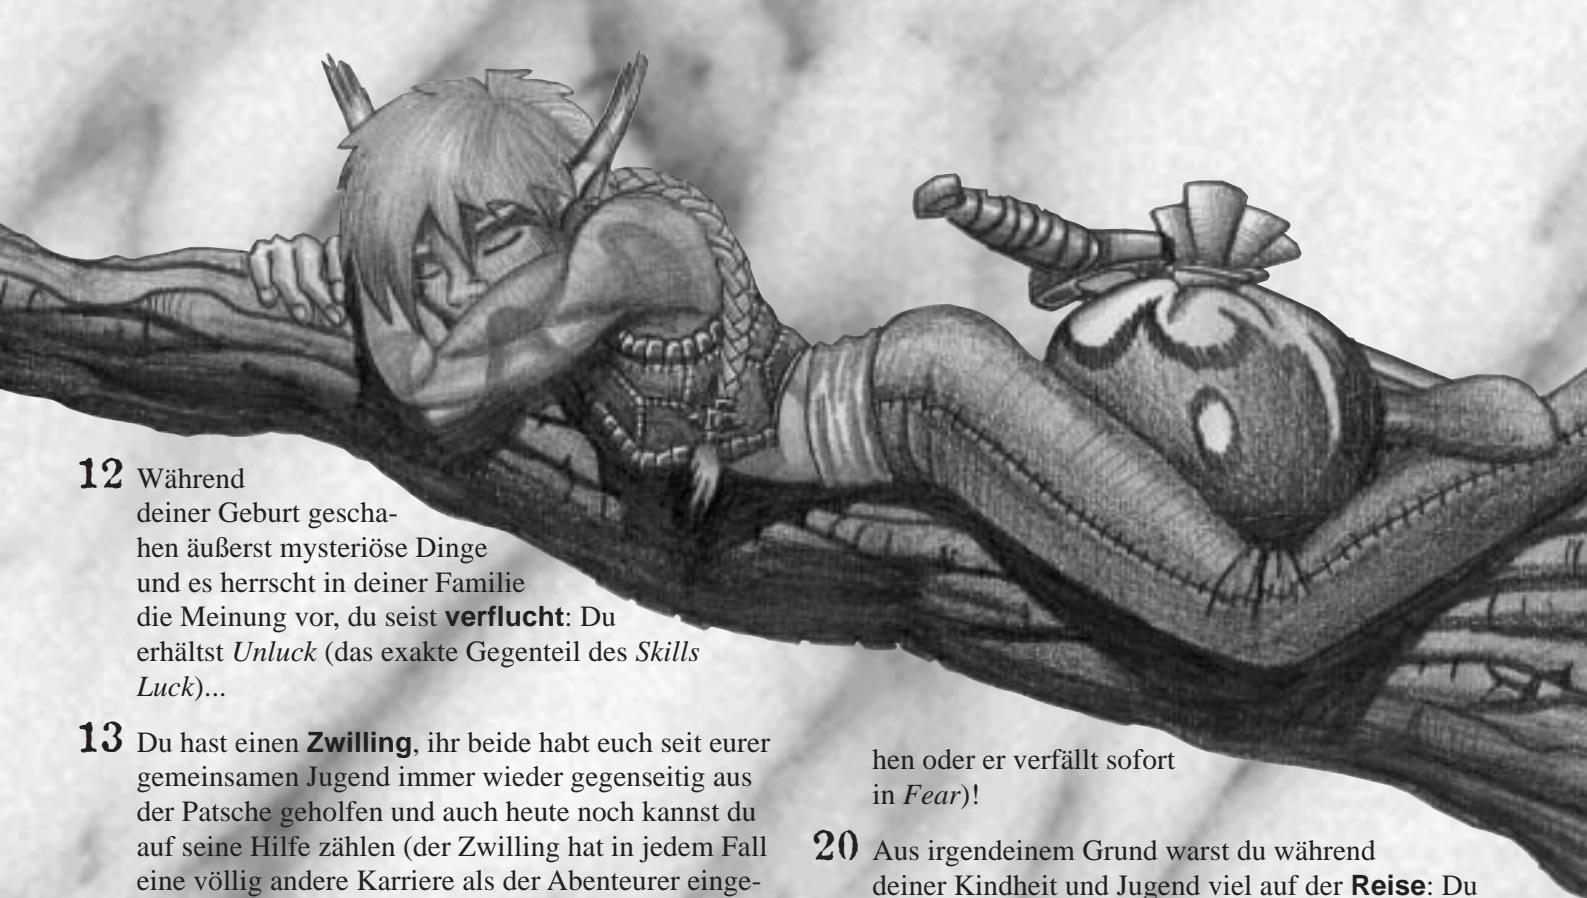 12 Während
deiner Geburt gescha-
hen äußerst mysteriöse Dinge
und es herrscht in deiner Familie
die Meinung vor, du seist verflucht: Du
erhältst Unluck (das exakte Gegenteil des Skills
Luck)...
13 Du hast einen Zwilling, ihr beide habt euch seit eurer
gemeinsamen Jugend immer wieder gegenseitig aus
der Patsche geholfen und auch heute noch kannst du
auf seine Hilfe zählen (der Zwilling hat in jedem Fall
eine völlig andere Karriere als der Abenteurer einge-
hen oder er verfällt sofort
in Fear)!
20 Aus irgendeinem Grund warst du während
deiner Kindheit und Jugend viel auf der Reise: Du